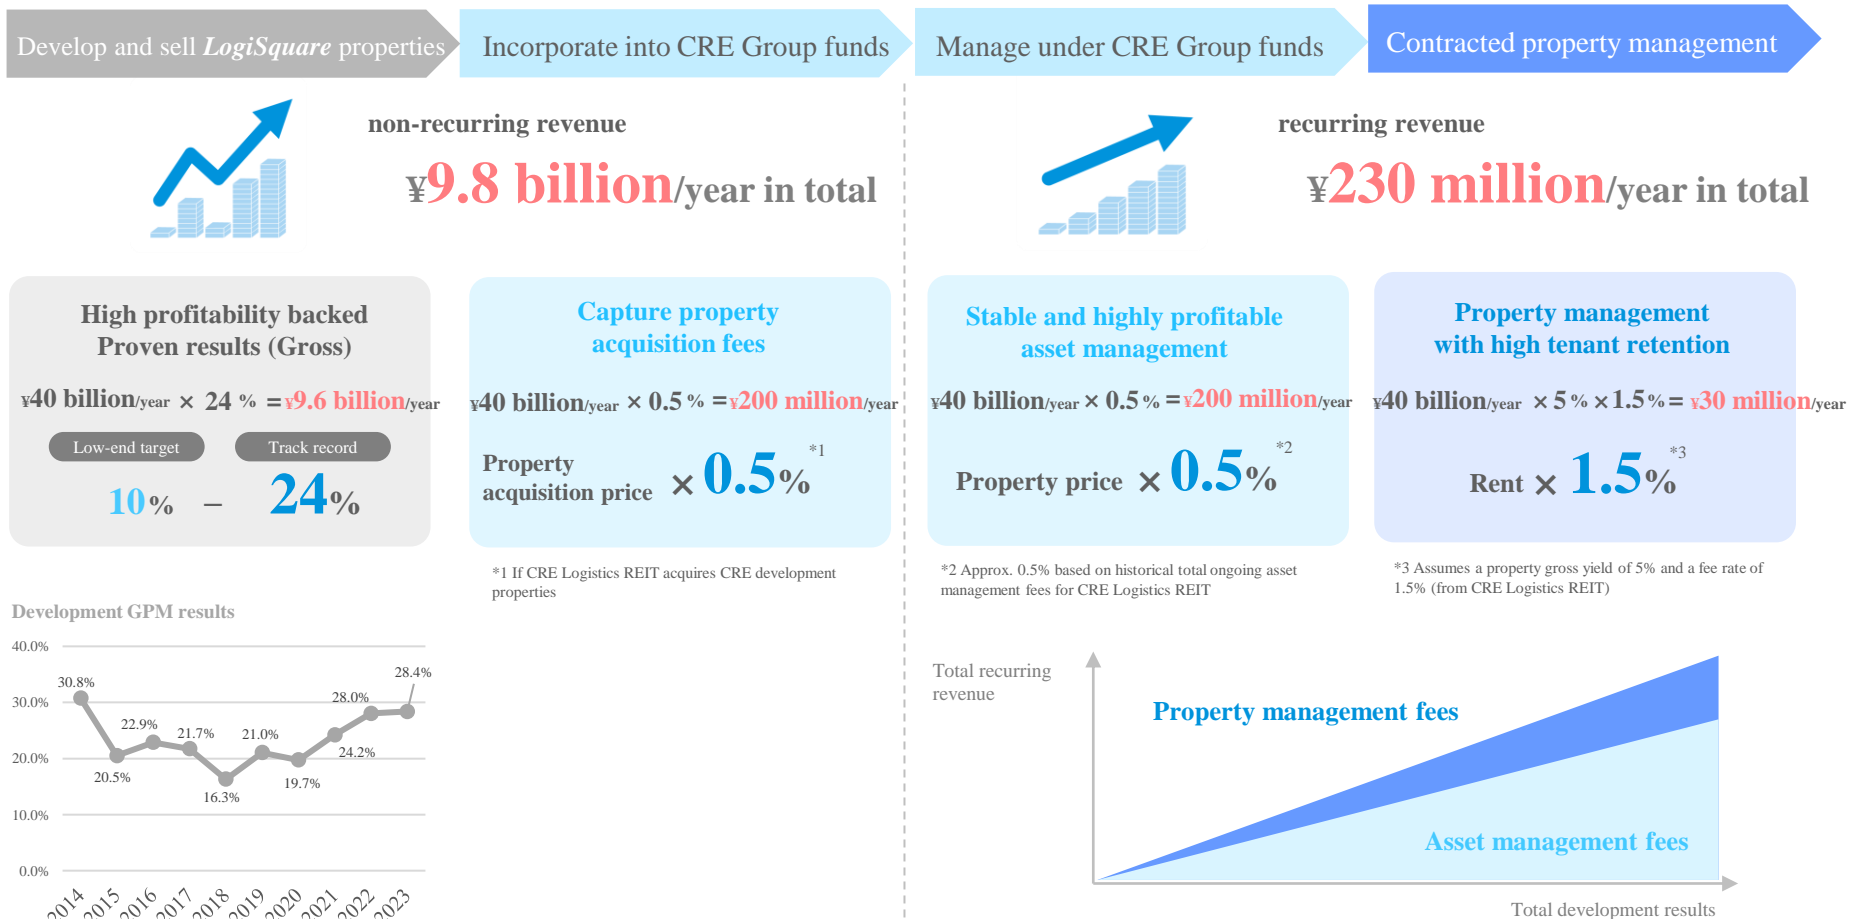 Develop and sell LogiSquare properties
Incorporate into CRE Group funds
Manage under CRE Group funds
Contracted property management
non-recurring revenue
¥9.8 billion/year in total
recurring revenue
¥230 million/year in total
High profitability backed
Proven results (Gross)
¥40 billion/year × 24 % = ¥9.6 billion/year
Low-end target
Track record
10% – 24%
Capture property
acquisition fees
¥40 billion/year × 0.5 % = ¥200 million/year
Property
acquisition price × 0.5% *1
*1 If CRE Logistics REIT acquires CRE development
properties
Stable and highly profitable
asset management
¥40 billion/year × 0.5 % = ¥200 million/year
Property price × 0.5% *2
*2 Approx. 0.5% based on historical total ongoing asset
management fees for CRE Logistics REIT
Property management
with high tenant retention
¥40 billion/year × 5 % × 1.5 % = ¥30 million/year
Rent × 1.5% *3
*3 Assumes a property gross yield of 5% and a fee rate of
1.5% (from CRE Logistics REIT)
Development GPM results
40.0%
30.0%
20.0%
10.0%
0.0%
30.8%
20.5%
22.9%
21.7%
16.3%
21.0%
19.7%
24.2%
28.0%
28.4%
2014
2015
2016
2017
2018
2019
2020
2021
2022
2023
Total recurring
revenue
Property management fees
Asset management fees
Total development results